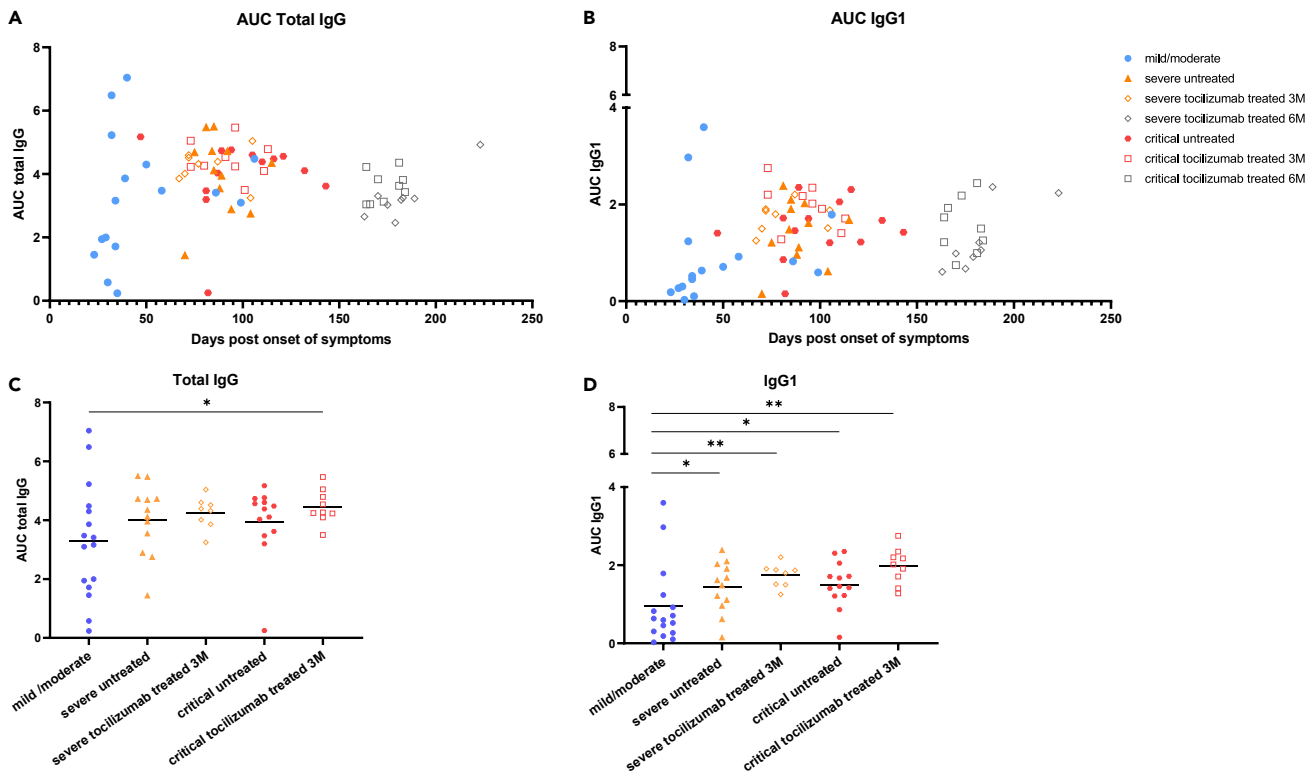 A
AUC Total IgG
8
6
4
2
0
AUC total IgG
0
50
100
150
200
250
Days post onset of symptoms
B
AUC IgG1
8
6
4
2
0
AUC IgG1
0
50
100
150
200
250
Days post onset of symptoms
mild/moderate
severe untreated
severe tocilizumab treated 3M
severe tocilizumab treated 6M
critical untreated
critical tocilizumab treated 3M
critical tocilizumab treated 6M
C
Total IgG
*
8
6
4
2
0
AUC total IgG
mild /moderate
severe untreated
severe tocilizumab treated 3M
critical untreated
critical tocilizumab treated 3M
D
IgG1
**
*
**
*
8
6
4
2
0
AUC IgG1
mild/moderate
severe untreated
severe tocilizumab treated 3M
critical untreated
critical tocilizumab treated 3M